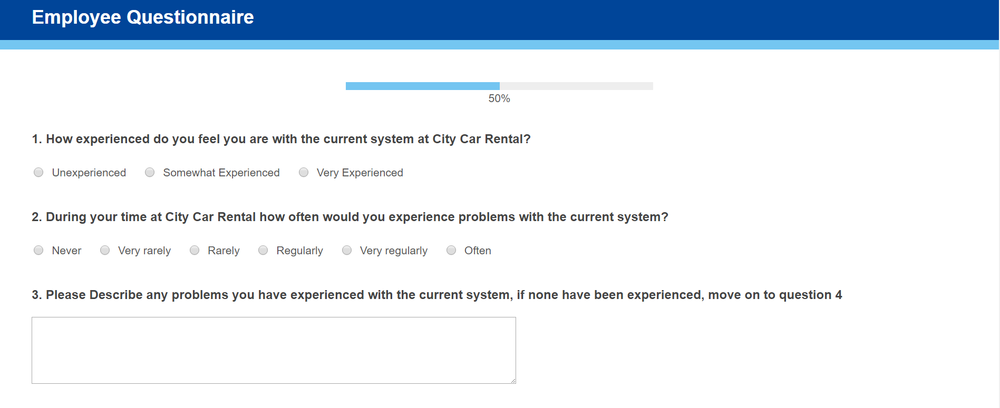 Employee Questionnaire
50%
1. How experienced do you feel you are with the current system at City Car Rental?
Unexperienced Somewhat Experienced Very Experienced
2. During your time at City Car Rental how often would you experience problems with the current system?
Never Very rarely Rarely Regularly Very regularly Often
3. Please Describe any problems you have experienced with the current system, if none have been experienced, move on to question 4